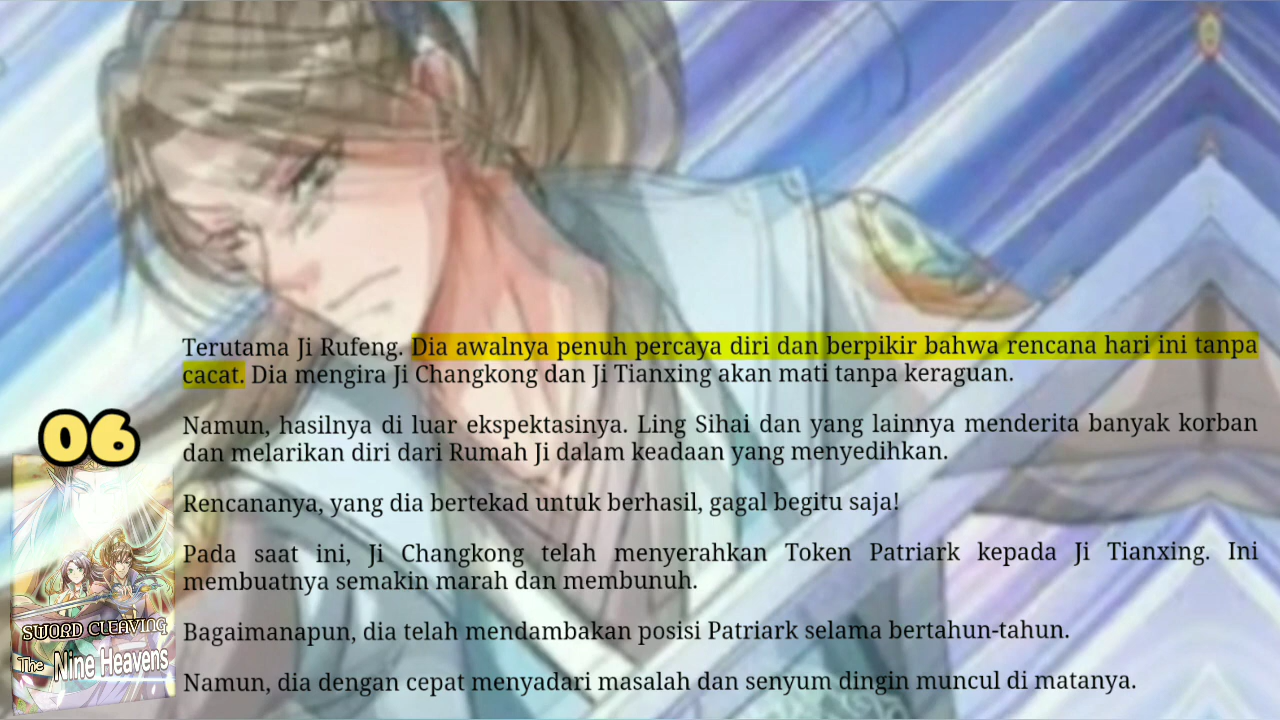 Terutama Ji Rufeng. Dia awalnya penuh percaya diri dan berpikir bahwa rencana hari ini tanpa
cacat. Dia mengira Ji Changkong dan Ji Tianxing akan mati tanpa keraguan.
Namun, hasilnya di luar ekspektasinya. Ling Sihai dan yang lainnya menderita banyak korban
dan melarikan diri dari Rumah Ji dalam keadaan yang menyedihkan.
Rencananya, yang dia bertekad untuk berhasil, gagal begitu saja!
Pada saat ini, Ji Changkong telah menyerahkan Token Patriark kepada Ji Tianxing. Ini
membuatnya semakin marah dan membunuh.
Bagaimanapun, dia telah mendambakan posisi Patriark selama bertahun-tahun.
Namun, dia dengan cepat menyadari masalah dan senyum dingin muncul di matanya.
06
SWORD CLEAVING
The Nine Heavens